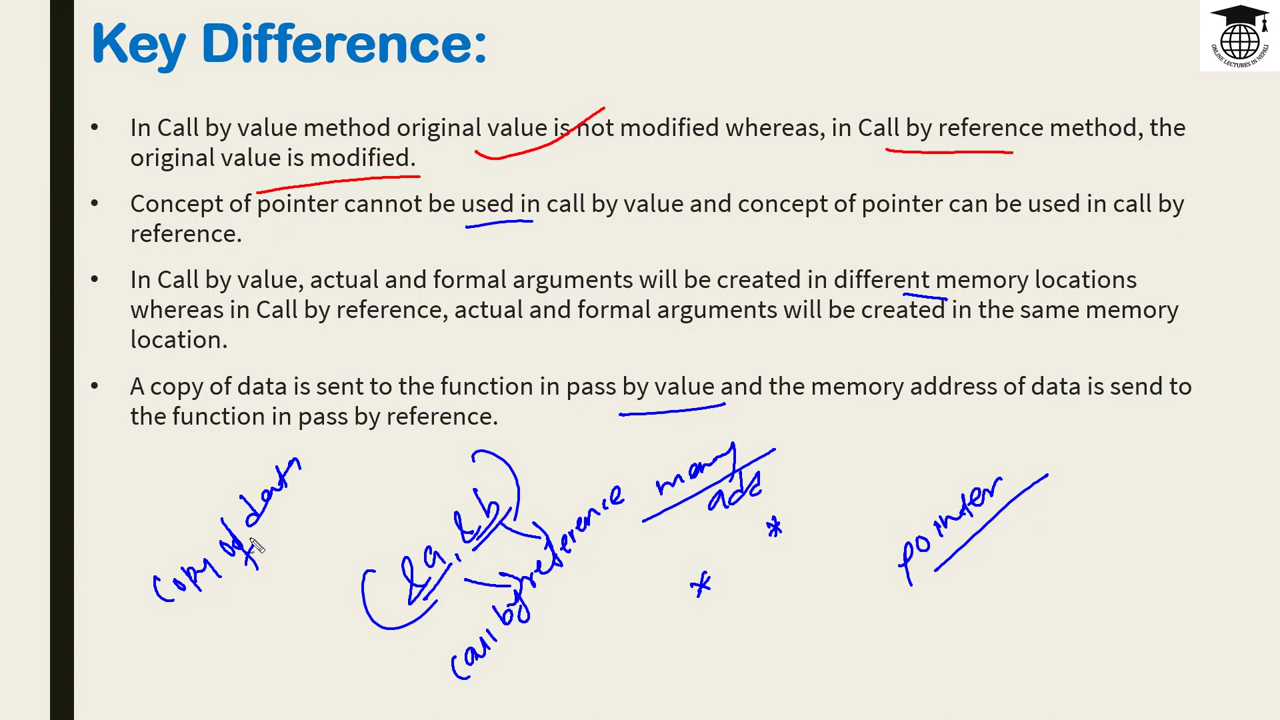 Key Difference:
ONLINE LECTURES IN NEPALI
• In Call by value method original value is not modified whereas, in Call by reference method, the
original value is modified.
• Concept of pointer cannot be used in call by value and concept of pointer can be used in call by
reference.
• In Call by value, actual and formal arguments will be created in different memory locations
whereas in Call by reference, actual and formal arguments will be created in the same memory
location.
• A copy of data is sent to the function in pass by value and the memory address of data is send to
the function in pass by reference.
copy of data
(&a, &b)
call by reference
add
*
*
pointer